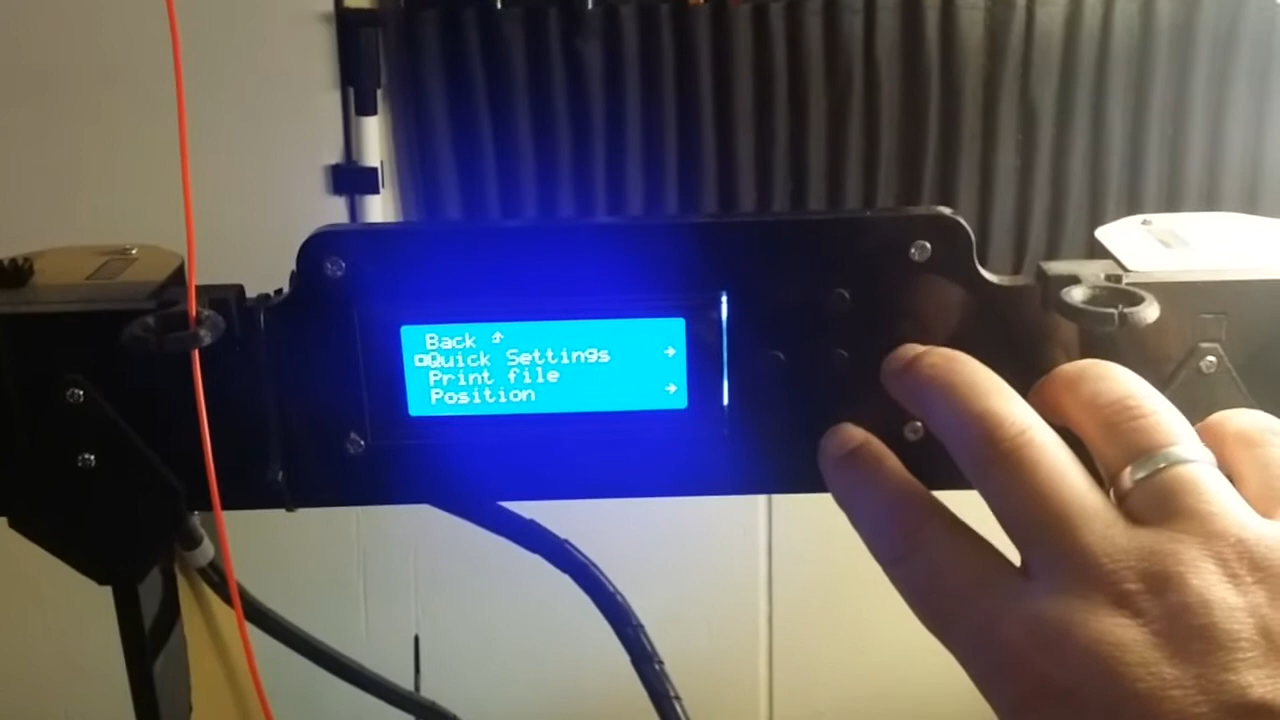 Back ↑
Quick Settings →
Print file
Position →